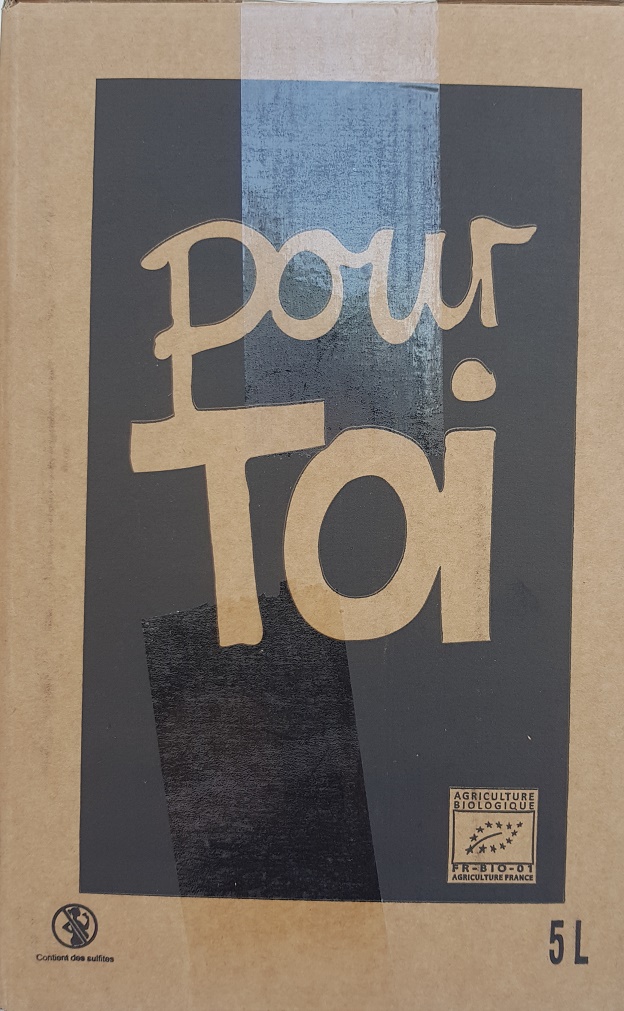 pour
Toi
AGRICULTURE
BIOLOGIQUE
FR-BIO-01
AGRICULTURE FRANCE
Contient des sulfites
5 L